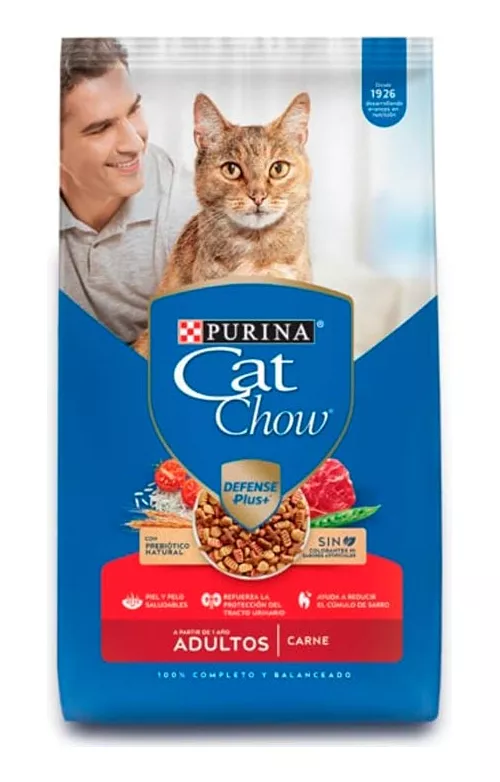 Desde
1926
desarrollando
avances en
nutrición
PURINA®
Cat
Chow®
DEFENSE
Plus+
CON
PREBIÓTICO
NATURAL
SIN
COLORANTES NI
SABORES ARTIFICIALES
PIEL Y PELO
SALUDABLES
REFUERZA LA
PROTECCIÓN DEL
TRACTO URINARIO
AYUDA A REDUCIR
EL CÚMULO DE SARRO
A PARTIR DE 1 AÑO
ADULTOS | CARNE
100% COMPLETO Y BALANCEADO